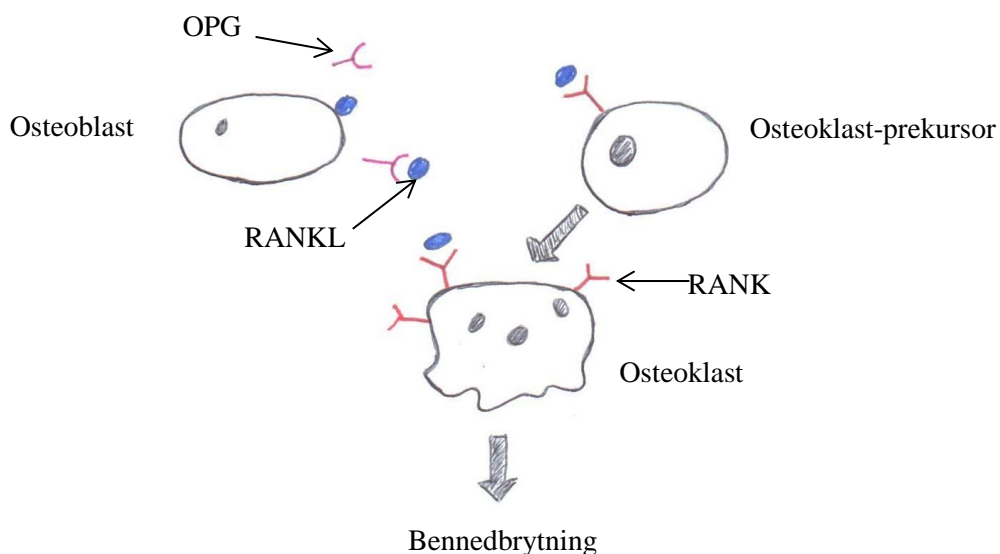 OPG
Osteoblast
Osteoklast-prekursor
RANKL
RANK
Osteoklast
Bennedbrytning